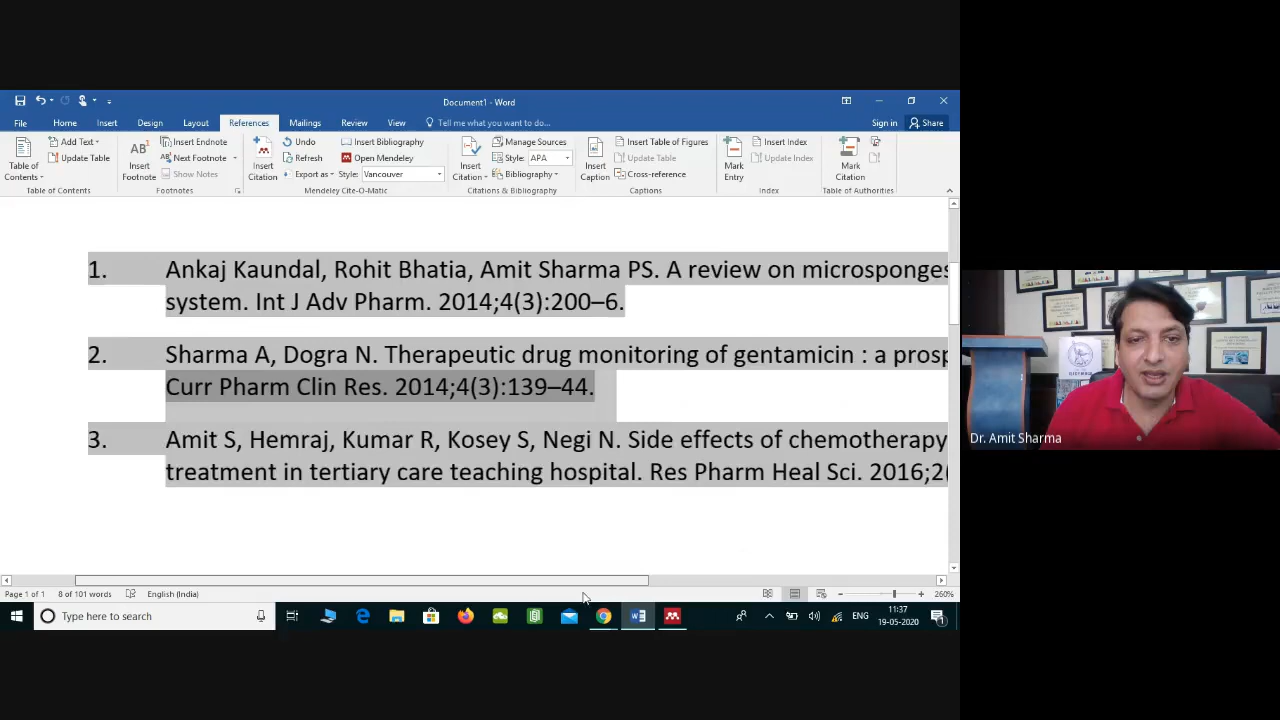 Document1 - Word
File Home Insert Design Layout References Mailings Review View Tell me what you want to do... Sign in Share
Table of Contents
Add Text
Update Table
Table of Contents
AB1
Insert Footnote
Insert Endnote
Next Footnote
Show Notes
Footnotes
Insert Citation
Undo
Refresh
Export as
Insert Bibliography
Open Mendeley
Style: Vancouver
Mendeley Cite-O-Matic
Insert Citation
Manage Sources
Style: APA
Bibliography
Citations & Bibliography
Insert Caption
Insert Table of Figures
Update Table
Cross-reference
Captions
Mark Entry
Insert Index
Update Index
Index
Mark Citation
Table of Authorities
1. Ankaj Kaundal, Rohit Bhatia, Amit Sharma PS. A review on microsponges
system. Int J Adv Pharm. 2014;4(3):200–6.
2. Sharma A, Dogra N. Therapeutic drug monitoring of gentamicin : a prosp
Curr Pharm Clin Res. 2014;4(3):139–44.
3. Amit S, Hemraj, Kumar R, Kosey S, Negi N. Side effects of chemotherapy
treatment in tertiary care teaching hospital. Res Pharm Heal Sci. 2016;2(
Page 1 of 1 8 of 101 words English (India) 260%
Type here to search
ENG
11:37
19-05-2020
Dr. Amit Sharma